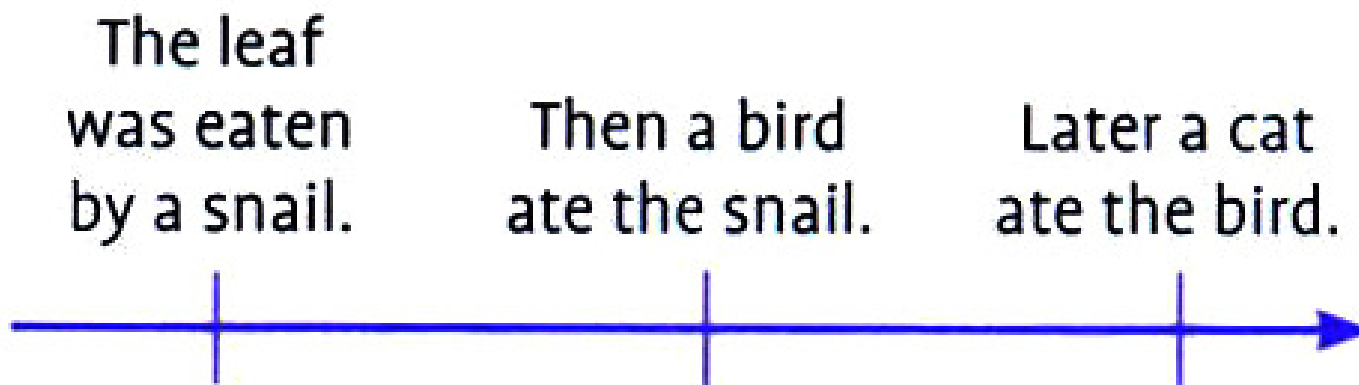 The leaf
was eaten
by a snail.
Then a bird
ate the snail.
Later a cat
ate the bird.